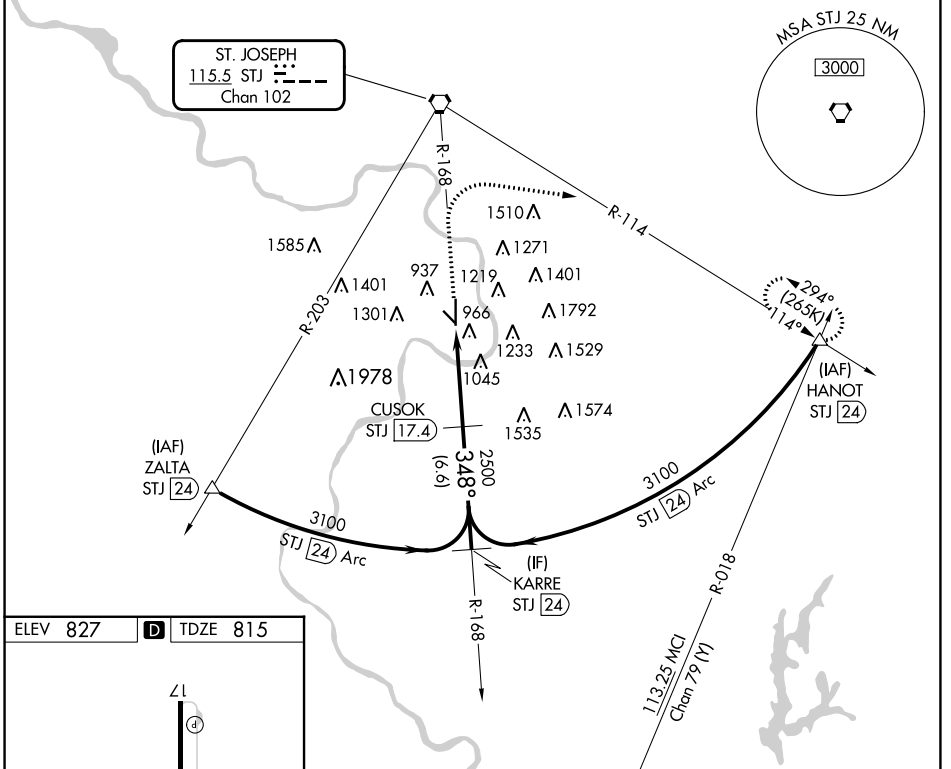 ST. JOSEPH
115.5 STJ
Chan 102
MSA STJ 25 NM
3000
R-168
R-114
R-203
1510
1585
1271
937
1219
1401
1401
1301
966
1792
1233
1529
1045
1978
294°
(265K)
114°
(IAF)
HANOT
STJ 24
CUSOK
STJ 17.4
1535
1574
(IAF)
ZALTA
STJ 24
2500
348°
(6.6)
3100
STJ 24 Arc
3100
STJ 24 Arc
(IF)
KARRE
STJ 24
R-168
R-018
113.25 MCI
Chan 79 (Y)
ELEV 827 D TDZE 815
17
P